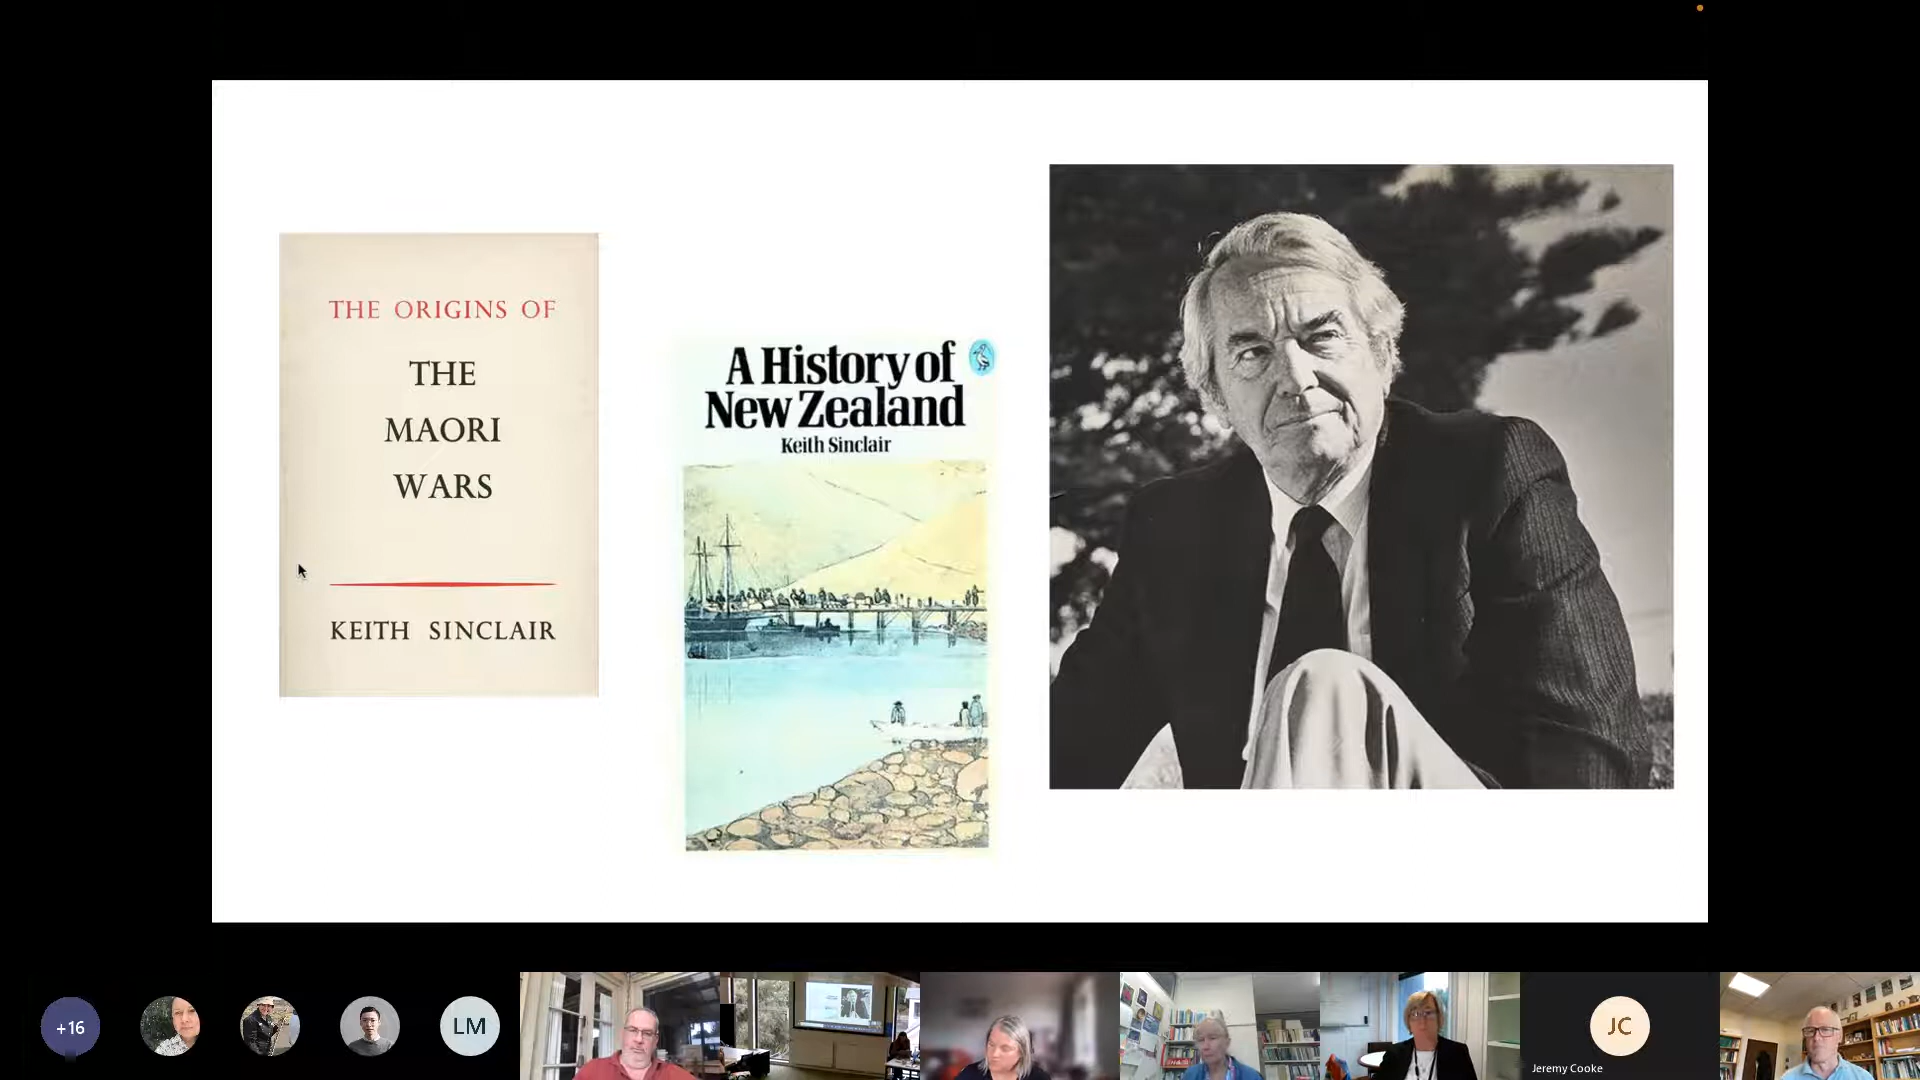 THE ORIGINS OF
THE
MAORI
WARS
KEITH SINCLAIR
A History of
New Zealand
Keith Sinclair
+16
LM
JC
Jeremy Cooke